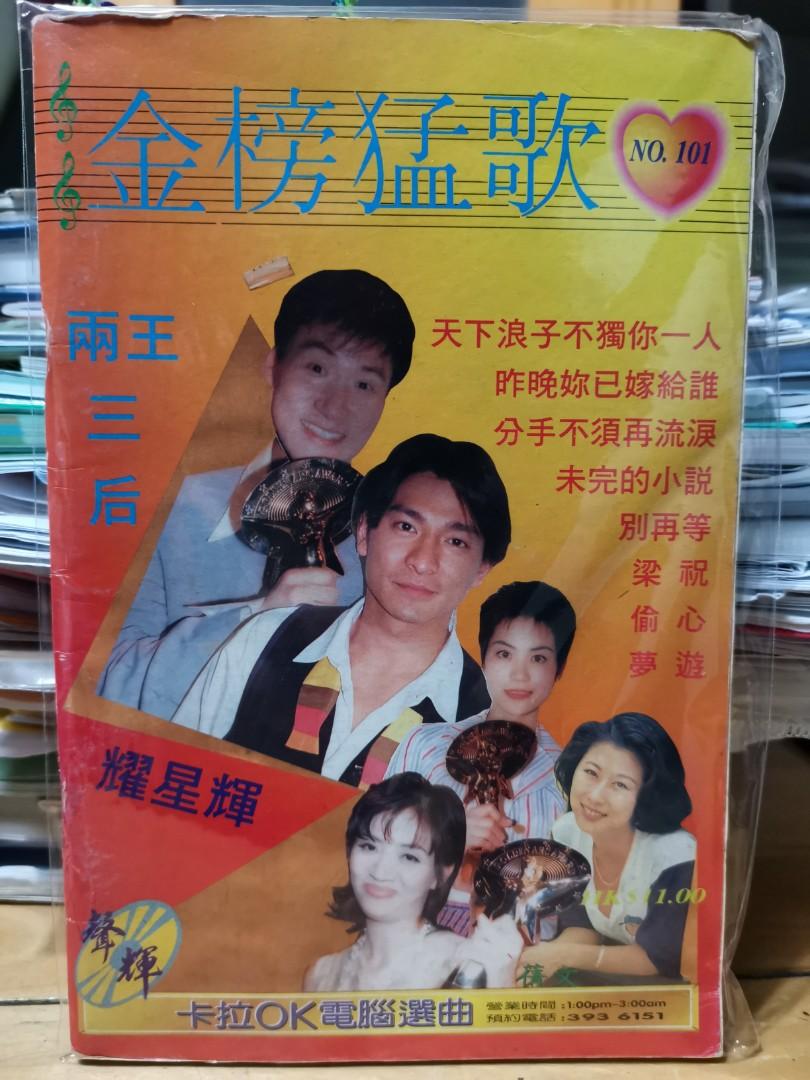 金榜猛歌
NO. 101
兩王
三
后
天下浪子不獨你一人
昨晚妳已嫁給誰
分手不須再流淚
未完的小説
別再等
梁祝
偷心
夢遊
耀星輝
HK$11.00
聲輝
蒨文
卡拉OK電腦選曲
營業時間:1:00pm-3:00am
預約電話:393 6151